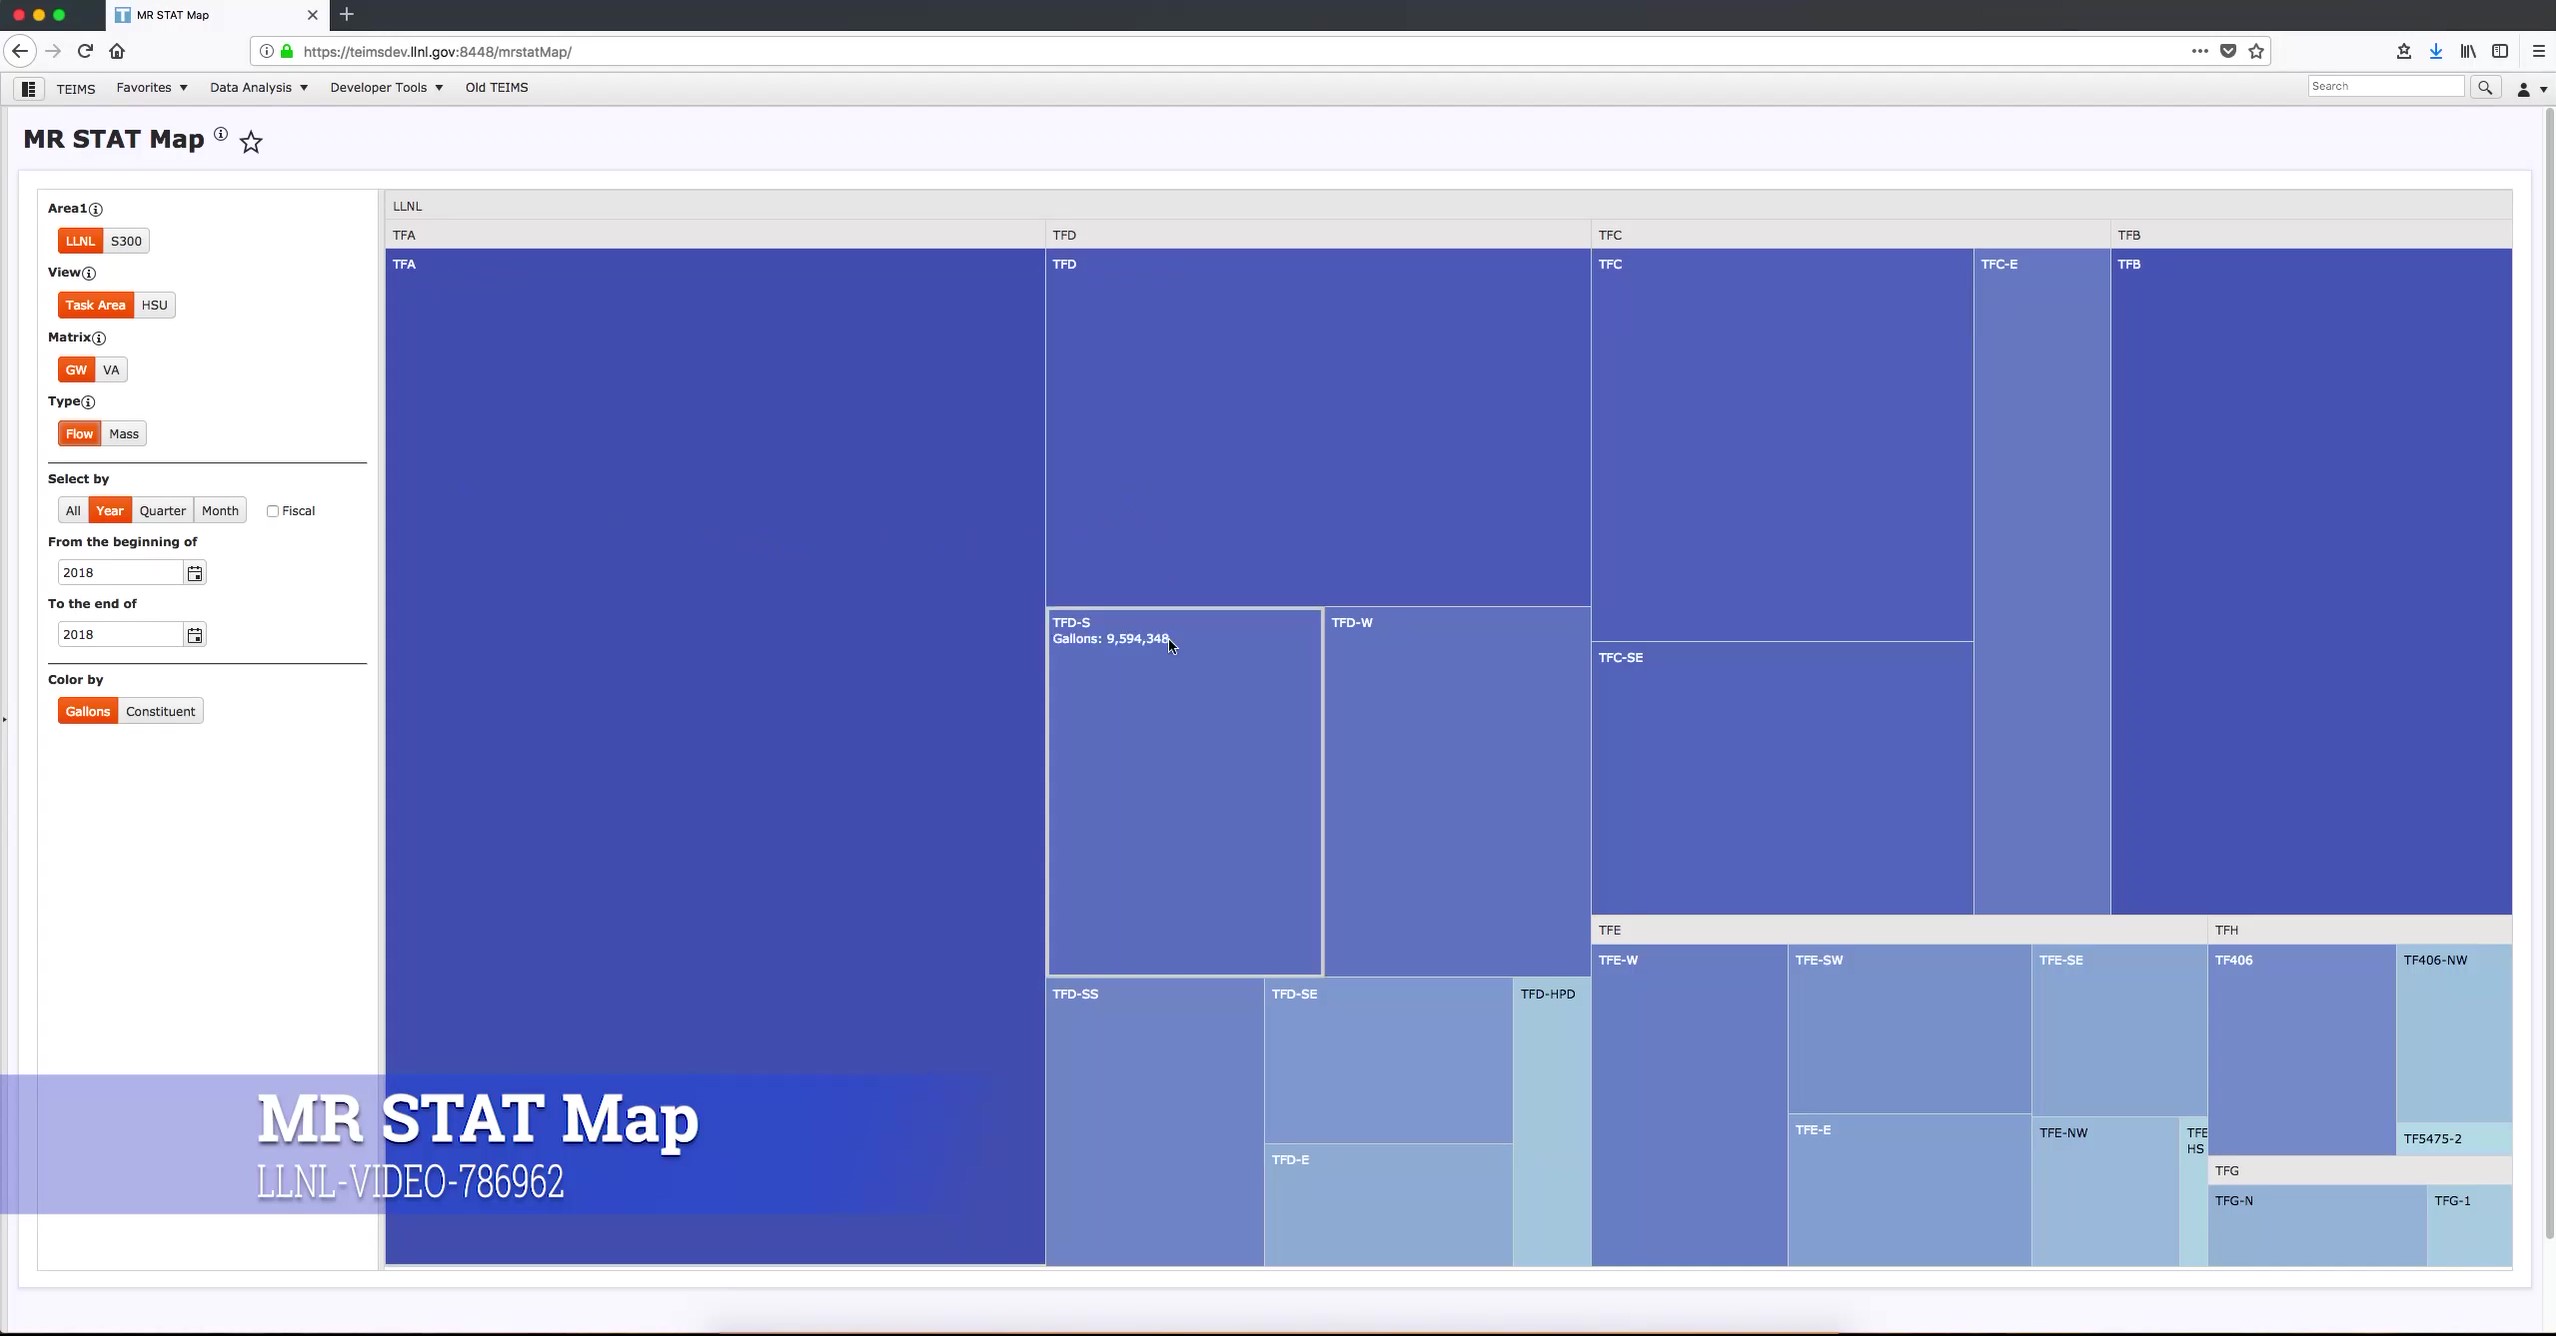 MR STAT Map
https://teimsdev.llnl.gov:8448/mrstatMap/
TEIMS Favorites Data Analysis Developer Tools Old TEIMS Search
MR STAT Map
Area1
LLNL S300
View
Task Area HSU
Matrix
GW VA
Type
Flow Mass
Select by
All Year Quarter Month Fiscal
From the beginning of
2018
To the end of
2018
Color by
Gallons Constituent
LLNL
TFA TFD TFC TFB
TFA TFD TFC TFC-E TFB
TFD-S TFD-W
Gallons: 9,594,348
TFC-SE
TFE TFH
TFE-W TFE-SW TFE-SE TF406 TF406-NW
TFD-SS TFD-SE TFD-HPD
TFE-E TFE-NW TFE
HS
TF5475-2
TFD-E
TFG
TFG-N TFG-1
MR STAT Map
LLNL-VIDEO-786962